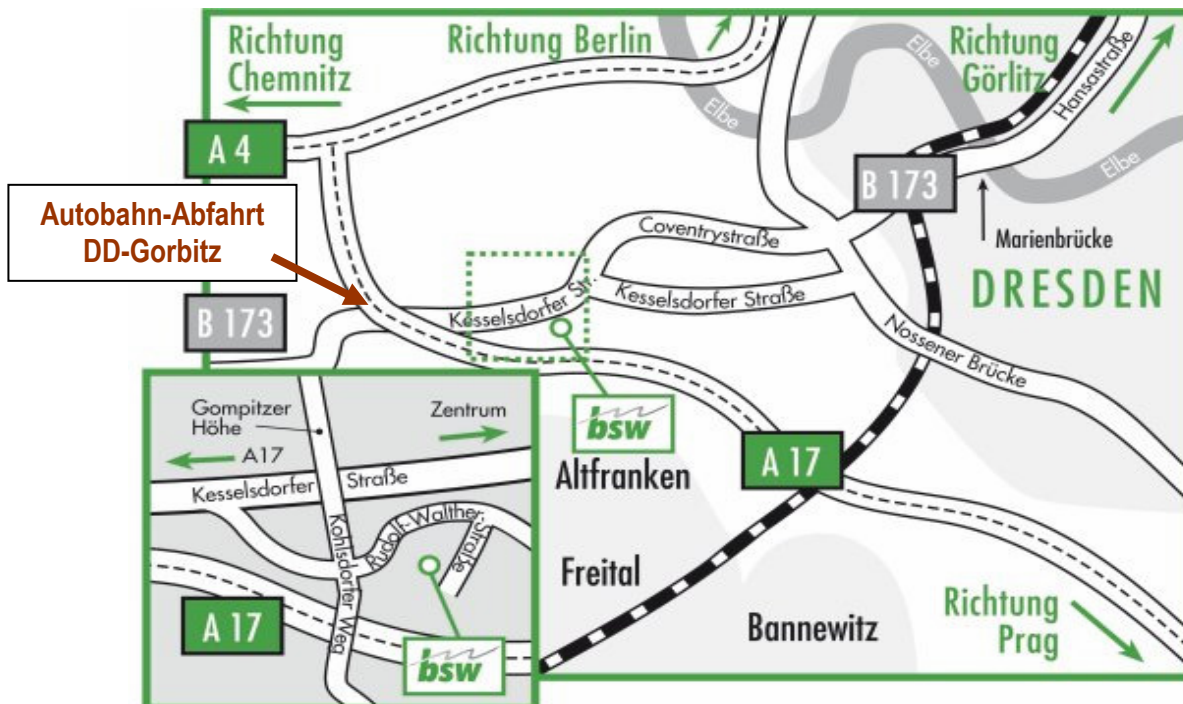 Richtung
Chemnitz
Richtung Berlin
Richtung
Görlitz
Elbe
Elbe
Elbe
Hansastraße
A 4
B 173
Autobahn-Abfahrt
DD-Gorbitz
Coventrystraße
Marienbrücke
DRESDEN
Kesselsdorfer Str.
Kesselsdorfer Straße
B 173
Nossener Brücke
bsw
Altfranken
A 17
Freital
Bannewitz
Richtung
Prag
Gompitzer
Höhe
Zentrum
A17
Kesselsdorfer Straße
Kohlsdorfer Weg
Rudolf-Walther-
Straße
A 17
bsw